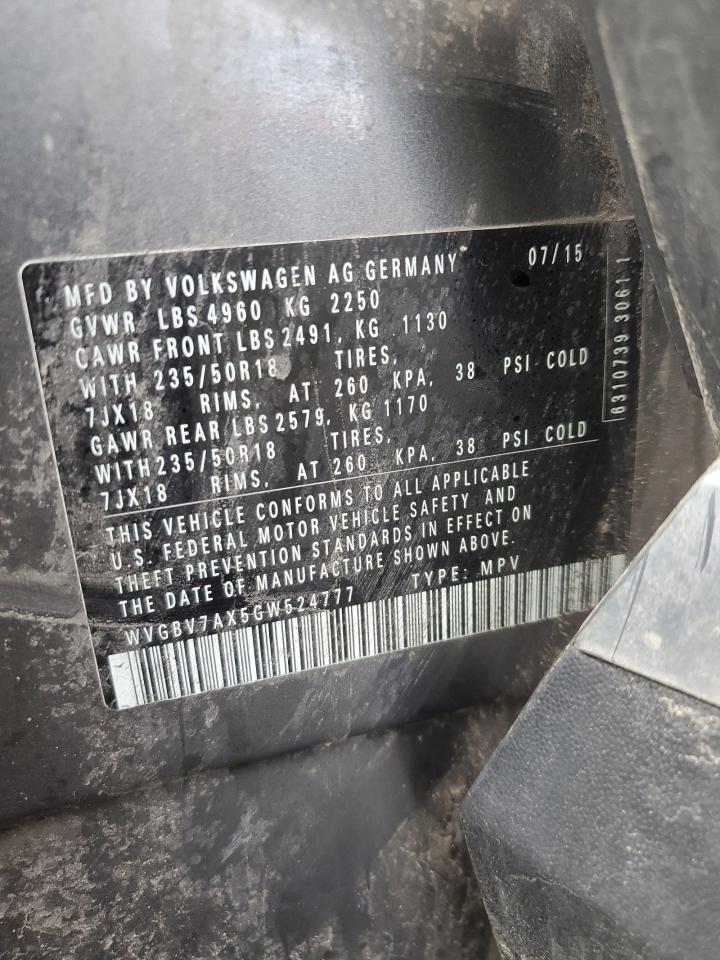 MFD BY VOLKSWAGEN AG GERMANY 07/15
GVWR LBS 4960 KG 2250
CAWR FRONT LBS 2491, KG 1130
WITH 235/50R18 TIRES,
7JX18 RIMS, AT 260 KPA, 38 PSI COLD
GAWR REAR LBS 2579, KG 1170
WITH 235/50R18 TIRES,
7JX18 RIMS, AT 260 KPA, 38 PSI COLD
THIS VEHICLE CONFORMS TO ALL APPLICABLE
U.S. FEDERAL MOTOR VEHICLE SAFETY AND
THEFT PREVENTION STANDARDS IN EFFECT ON
THE DATE OF MANUFACTURE SHOWN ABOVE.
WVGBV7AX5GW524777 TYPE: MPV
6310739 3061 1